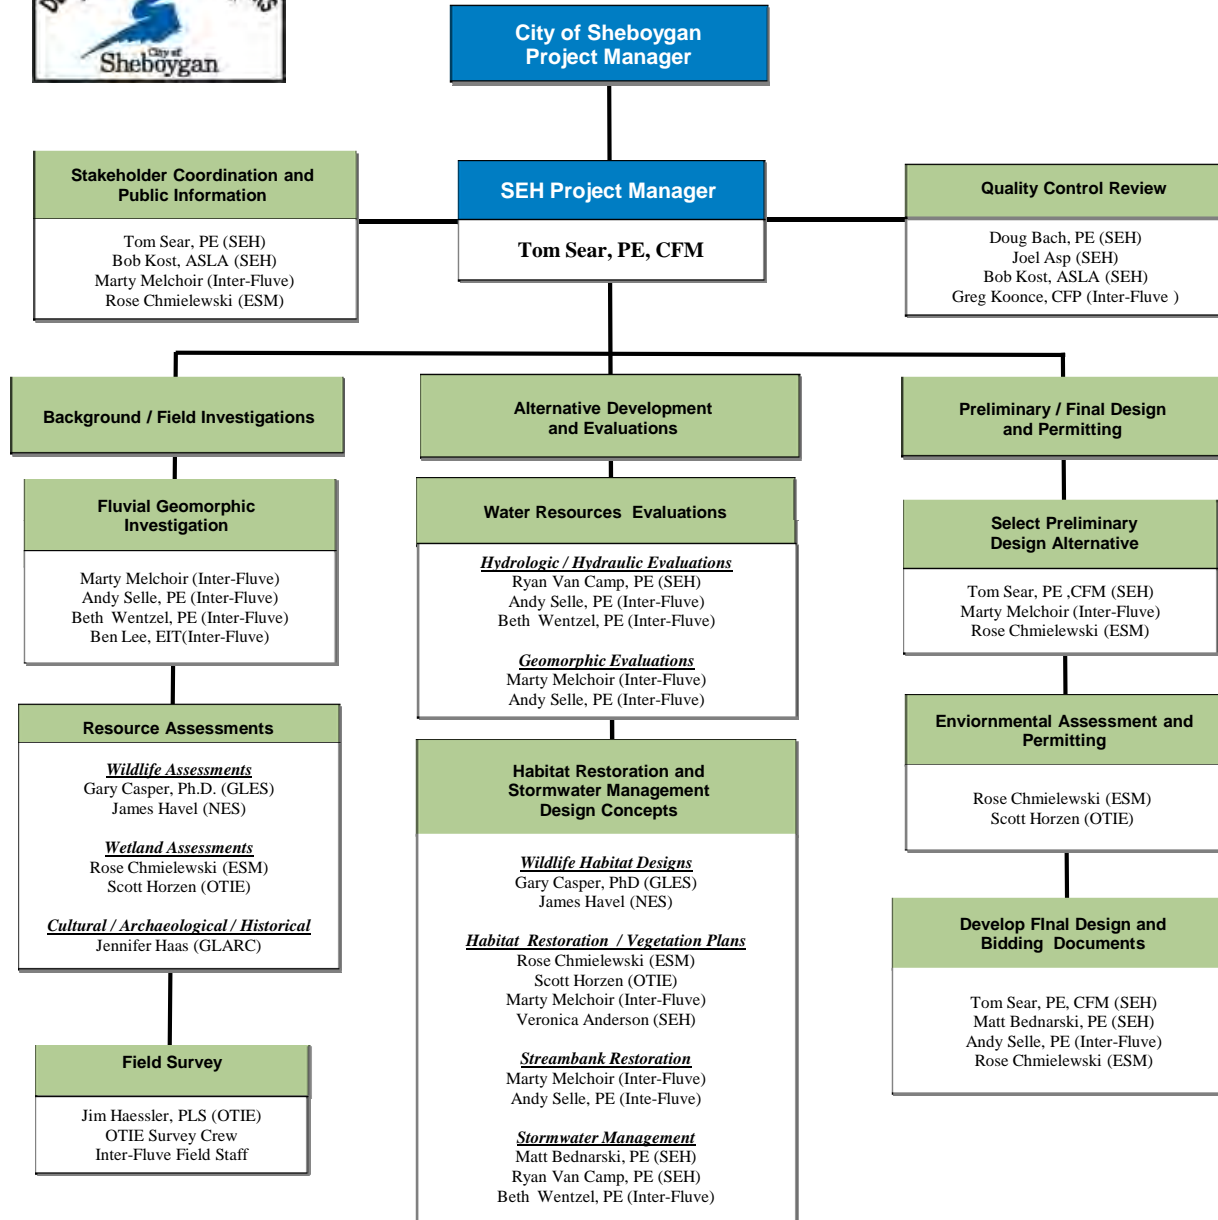 City of
Sheboygan
City of Sheboygan
Project Manager
Stakeholder Coordination and
Public Information
Tom Sear, PE (SEH)
Bob Kost, ASLA (SEH)
Marty Melchoir (Inter-Fluve)
Rose Chmielewski (ESM)
SEH Project Manager
Tom Sear, PE, CFM
Quality Control Review
Doug Bach, PE (SEH)
Joel Asp (SEH)
Bob Kost, ASLA (SEH)
Greg Koonce, CFP (Inter-Fluve )
Background / Field Investigations
Fluvial Geomorphic
Investigation
Marty Melchoir (Inter-Fluve)
Andy Selle, PE (Inter-Fluve)
Beth Wentzel, PE (Inter-Fluve)
Ben Lee, EIT(Inter-Fluve)
Resource Assessments
Wildlife Assessments
Gary Casper, Ph.D. (GLES)
James Havel (NES)
Wetland Assessments
Rose Chmielewski (ESM)
Scott Horzen (OTIE)
Cultural / Archaeological / Historical
Jennifer Haas (GLARC)
Field Survey
Jim Haessler, PLS (OTIE)
OTIE Survey Crew
Inter-Fluve Field Staff
Alternative Development
and Evaluations
Water Resources Evaluations
Hydrologic / Hydraulic Evaluations
Ryan Van Camp, PE (SEH)
Andy Selle, PE (Inter-Fluve)
Beth Wentzel, PE (Inter-Fluve)
Geomorphic Evaluations
Marty Melchoir (Inter-Fluve)
Andy Selle, PE (Inter-Fluve)
Habitat Restoration and
Stormwater Management
Design Concepts
Wildlife Habitat Designs
Gary Casper, PhD (GLES)
James Havel (NES)
Habitat Restoration / Vegetation Plans
Rose Chmielewski (ESM)
Scott Horzen (OTIE)
Marty Melchoir (Inter-Fluve)
Veronica Anderson (SEH)
Streambank Restoration
Marty Melchoir (Inter-Fluve)
Andy Selle, PE (Inte-Fluve)
Stormwater Management
Matt Bednarski, PE (SEH)
Ryan Van Camp, PE (SEH)
Beth Wentzel, PE (Inter-Fluve)
Preliminary / Final Design
and Permitting
Select Preliminary
Design Alternative
Tom Sear, PE ,CFM (SEH)
Marty Melchoir (Inter-Fluve)
Rose Chmielewski (ESM)
Enviornmental Assessment and
Permitting
Rose Chmielewski (ESM)
Scott Horzen (OTIE)
Develop FInal Design and
Bidding Documents
Tom Sear, PE, CFM (SEH)
Matt Bednarski, PE (SEH)
Andy Selle, PE (Inter-Fluve)
Rose Chmielewski (ESM)